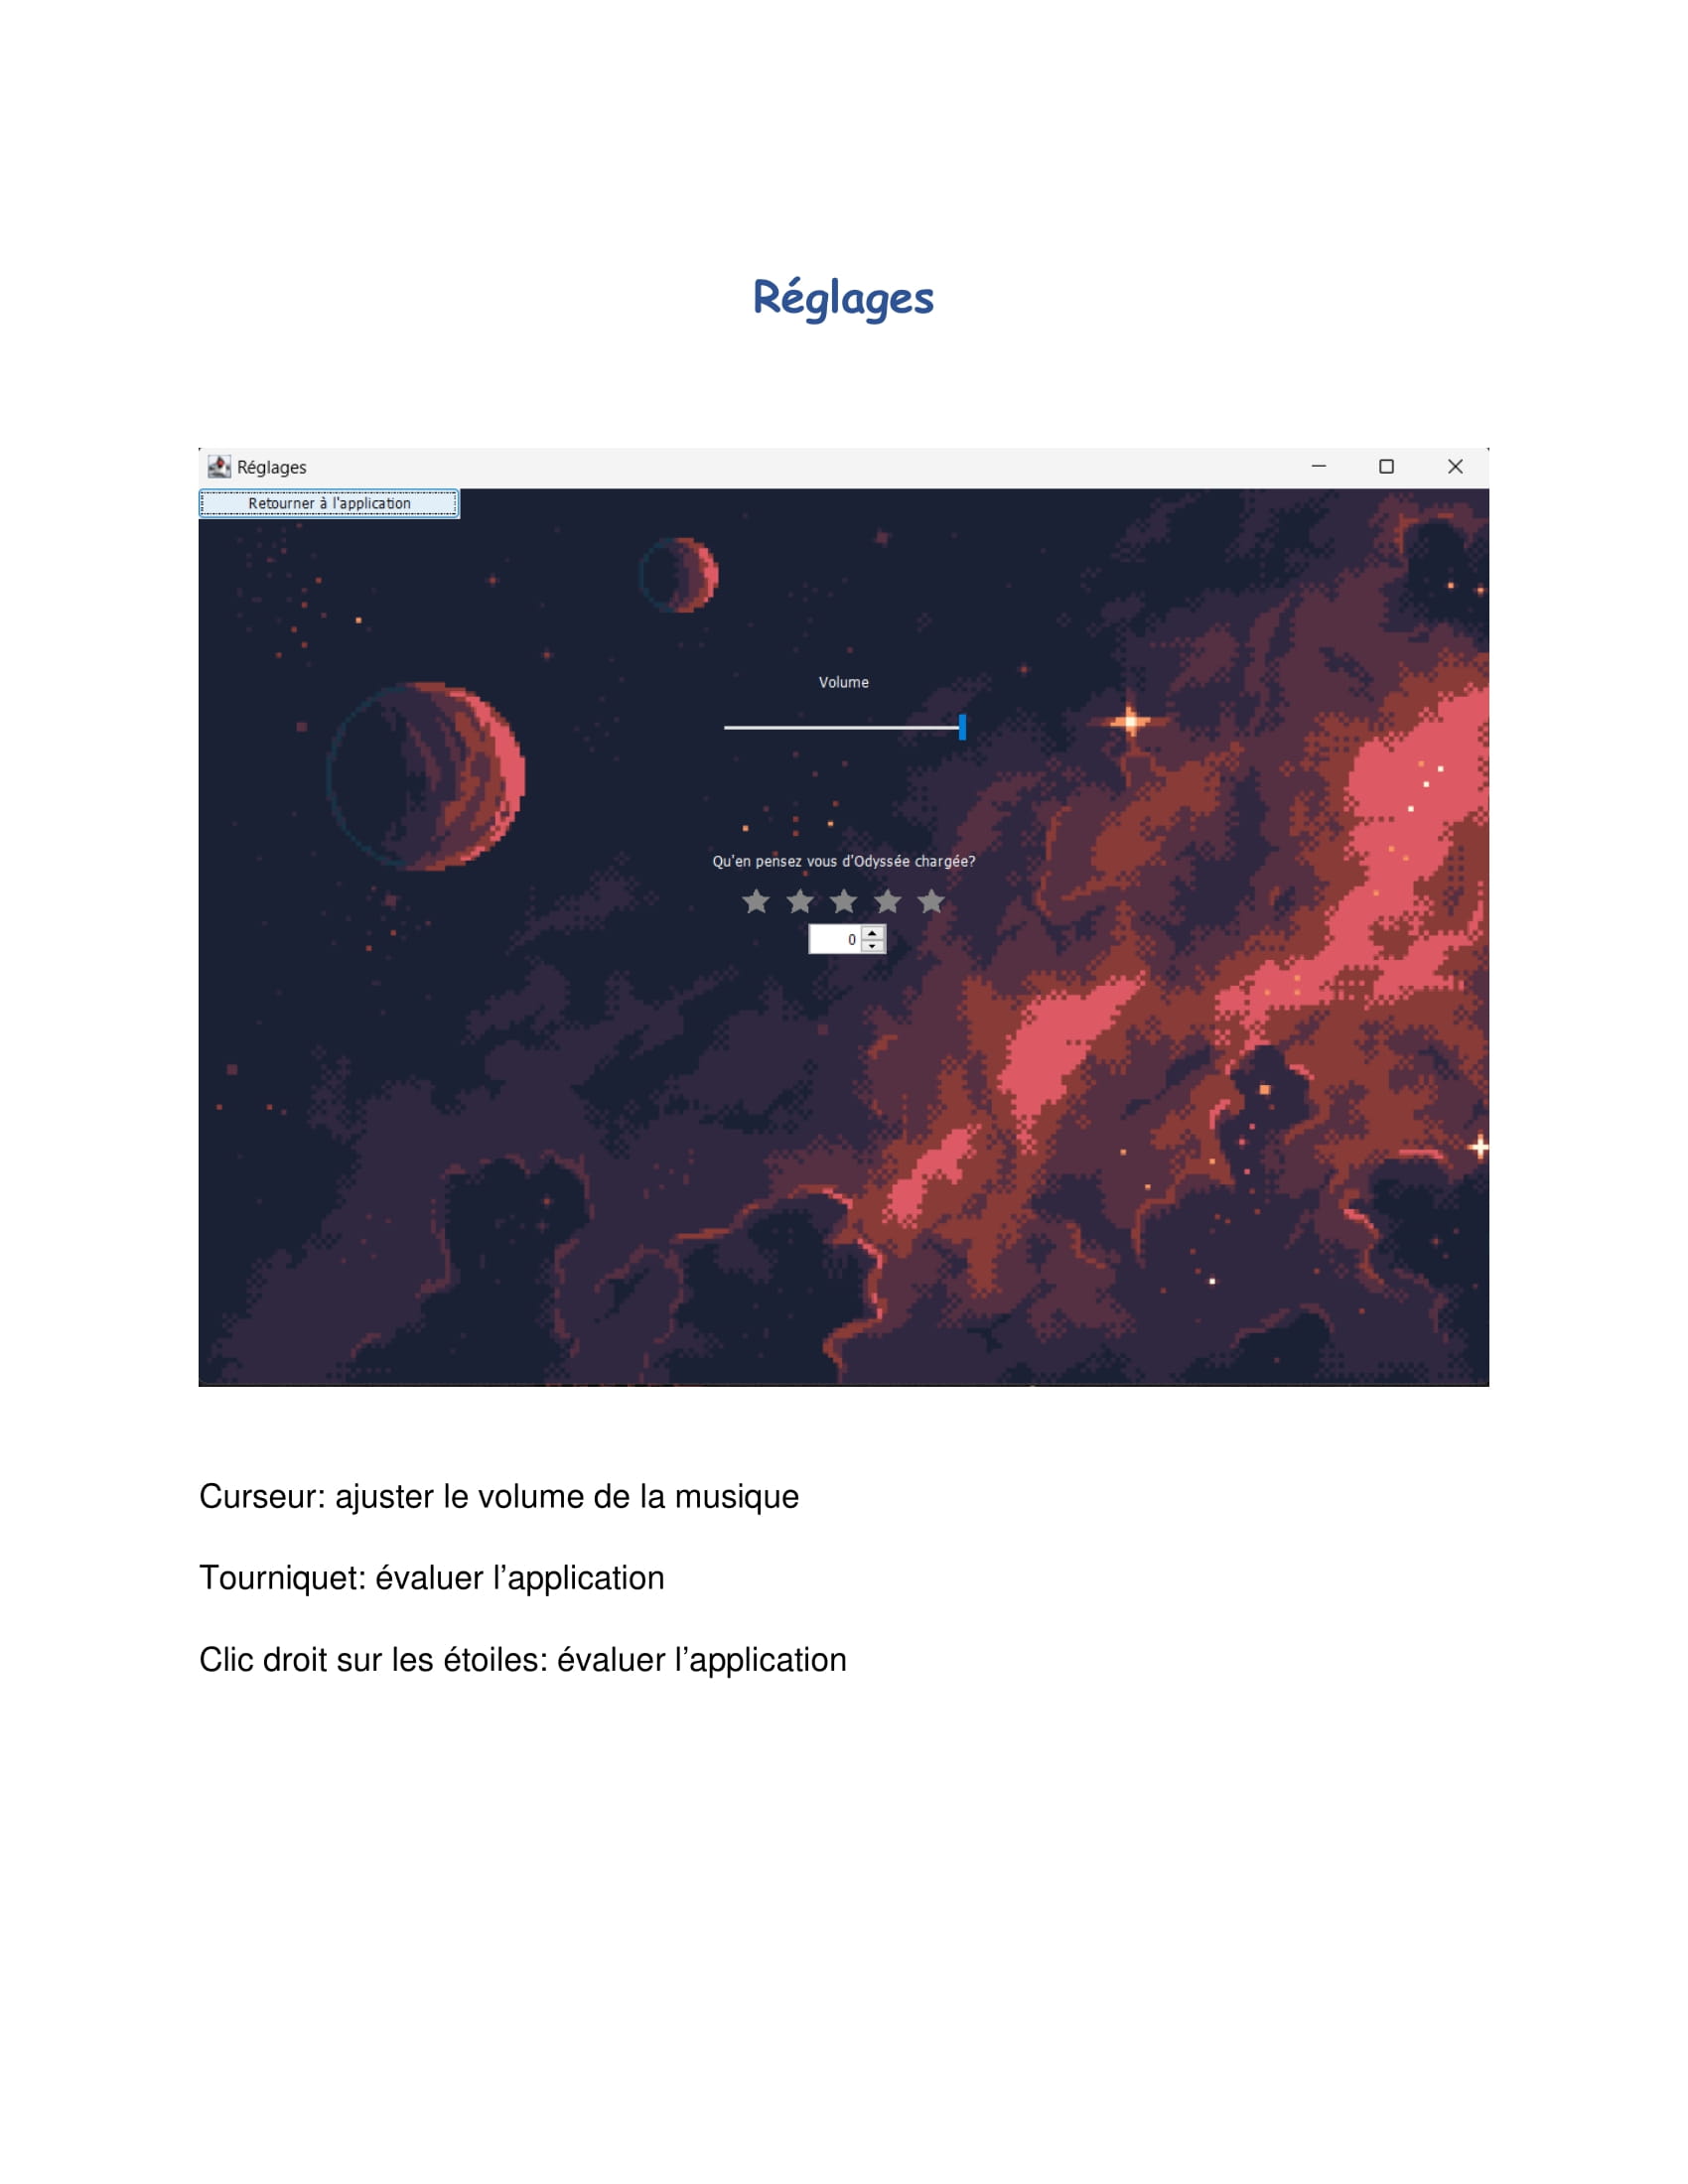 Réglages
Réglages
Retourner à l'application
Volume
Qu'en pensez vous d'Odyssée chargée?
0
Curseur: ajuster le volume de la musique
Tourniquet: évaluer l’application
Clic droit sur les étoiles: évaluer l’application